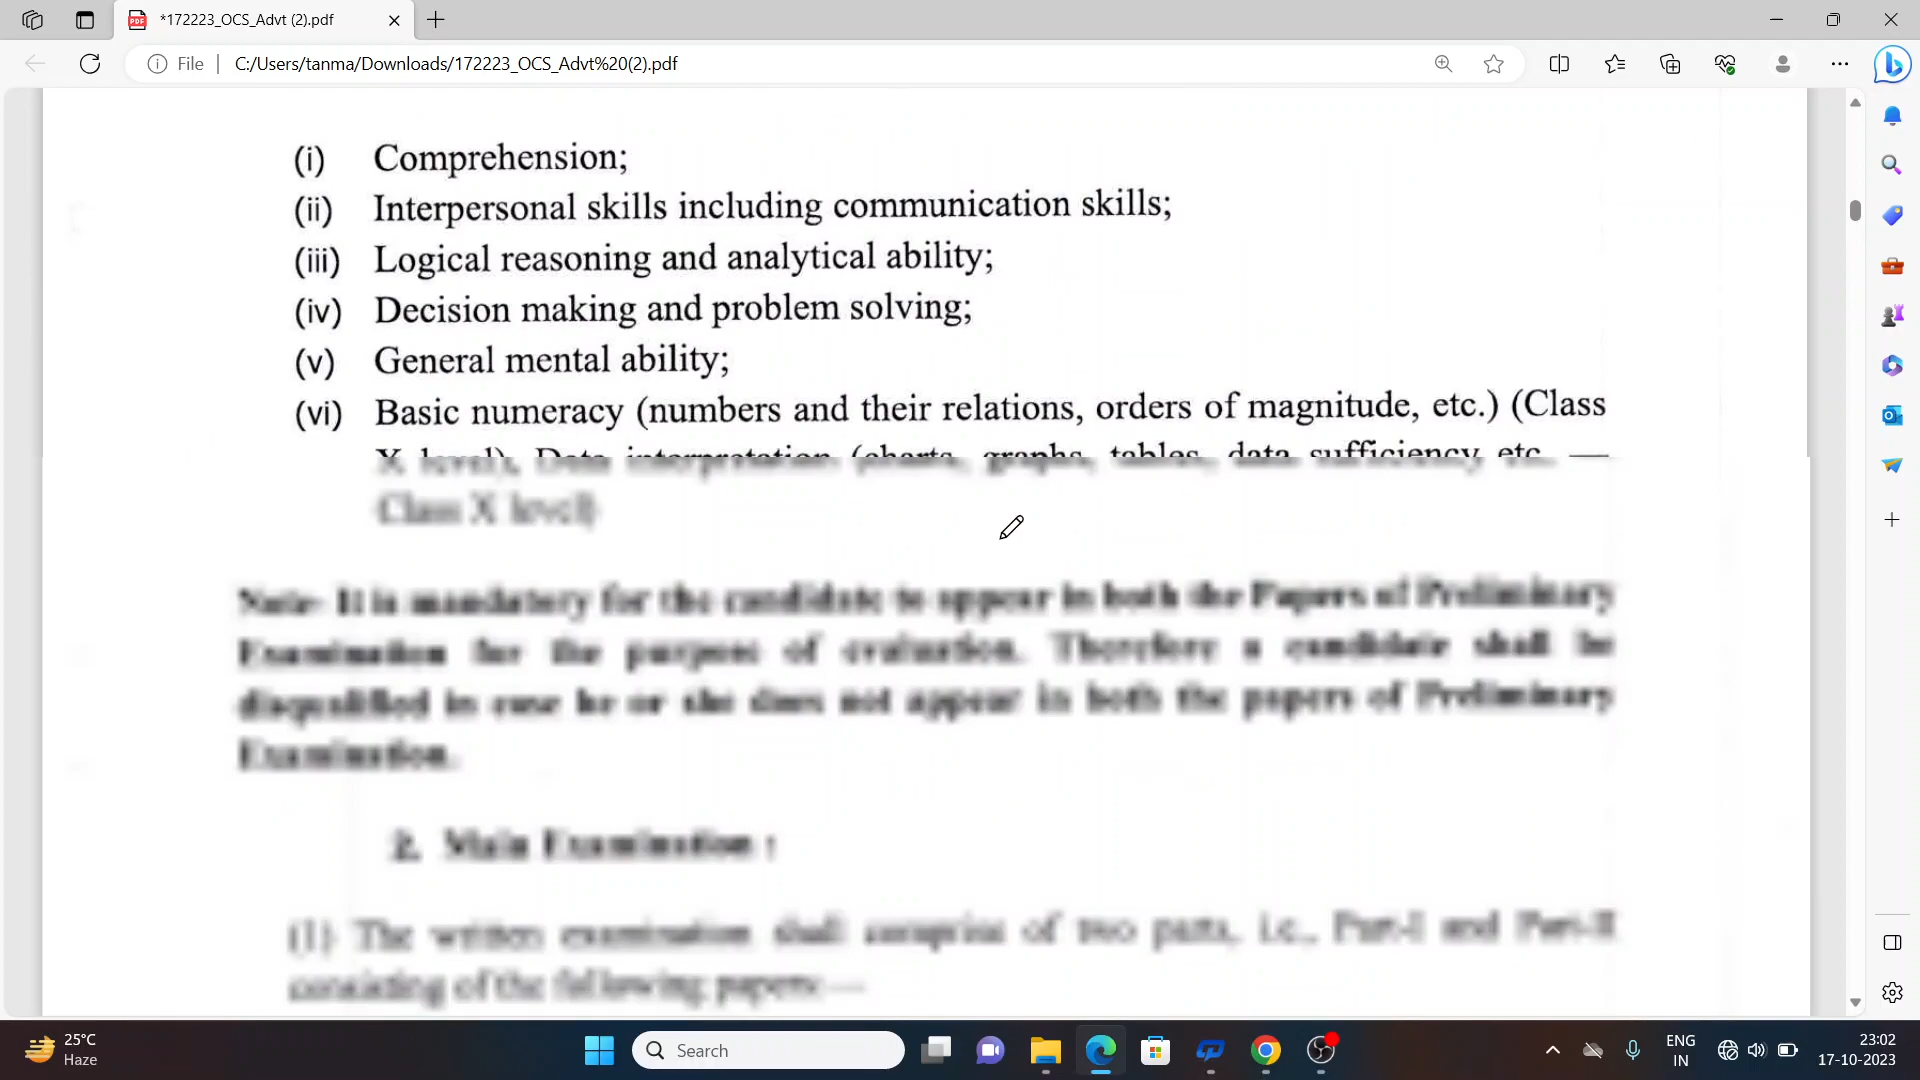 *172223_OCS_Advt (2).pdf
File
C:/Users/tanma/Downloads/172223_OCS_Advt%20(2).pdf
(i) Comprehension;
(ii) Interpersonal skills including communication skills;
(iii) Logical reasoning and analytical ability;
(iv) Decision making and problem solving;
(v) General mental ability;
(vi) Basic numeracy (numbers and their relations, orders of magnitude, etc.) (Class
X level), Data interpretation (charts, graphs, tables, data sufficiency etc. —
Class X level)
Note- It is mandatory for the candidate to appear in both the Papers of Preliminary
Examination for the purpose of evaluation. Therefore a candidate shall be
disqualified in case he or she does not appear in both the papers of Preliminary
Examination.
2. Main Examination :
(1) The written examination shall comprise of two parts, i.e., Part-I and Part-II
consisting of the following papers:—
25°C
Haze
Search
ENG
IN
23:02
17-10-2023